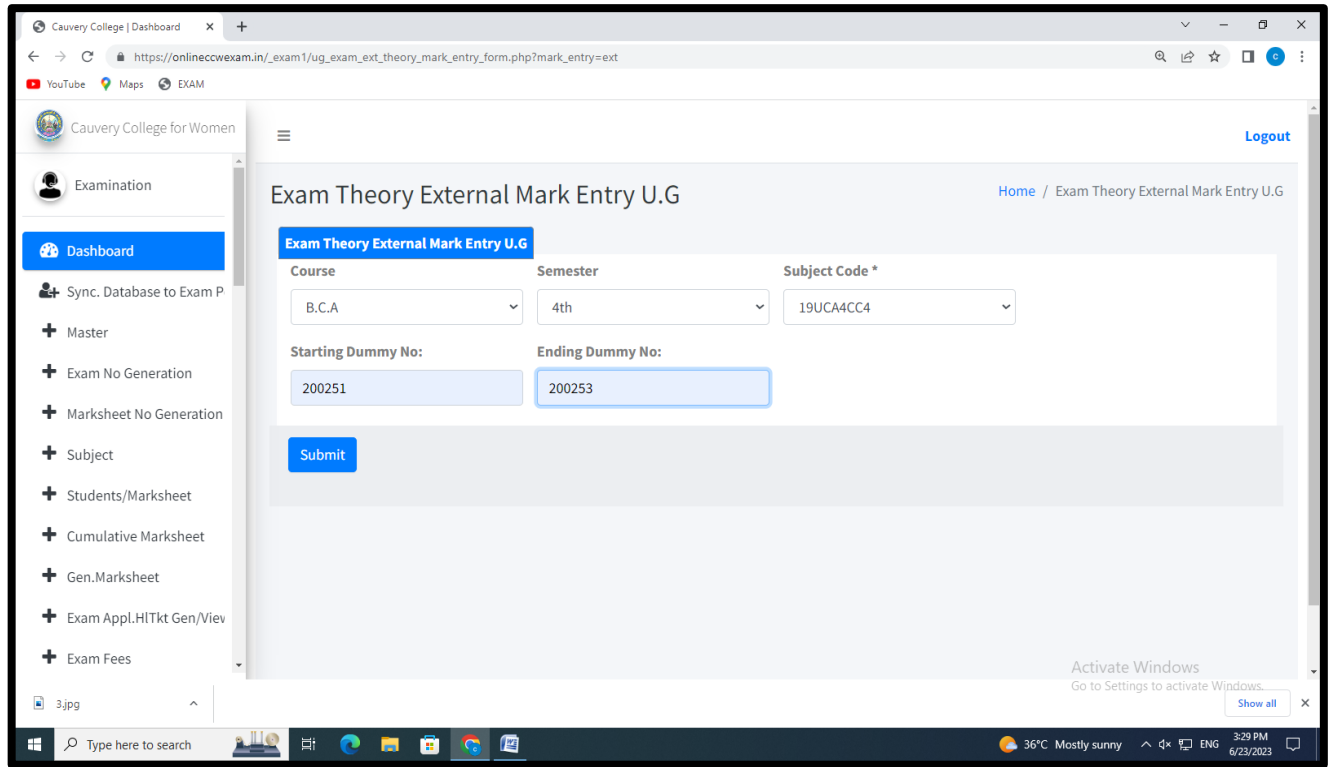 Cauvery College | Dashboard
https://onlineccwexam.in/_exam1/ug_exam_ext_theory_mark_entry_form.php?mark_entry=ext
C
YouTube Maps EXAM
Cauvery College for Women
Logout
Examination
Exam Theory External Mark Entry U.G
Home / Exam Theory External Mark Entry U.G
Dashboard
Sync. Database to Exam P
Master
Exam No Generation
Marksheet No Generation
Subject
Students/Marksheet
Cumulative Marksheet
Gen.Marksheet
Exam Appl.HlTkt Gen/View
Exam Fees
Exam Theory External Mark Entry U.G
Course Semester Subject Code *
B.C.A 4th 19UCA4CC4
Starting Dummy No: Ending Dummy No:
200251 200253
Submit
Activate Windows
Go to Settings to activate Windows.
3.jpg
Show all
Type here to search
36°C Mostly sunny
ENG
3:29 PM
6/23/2023